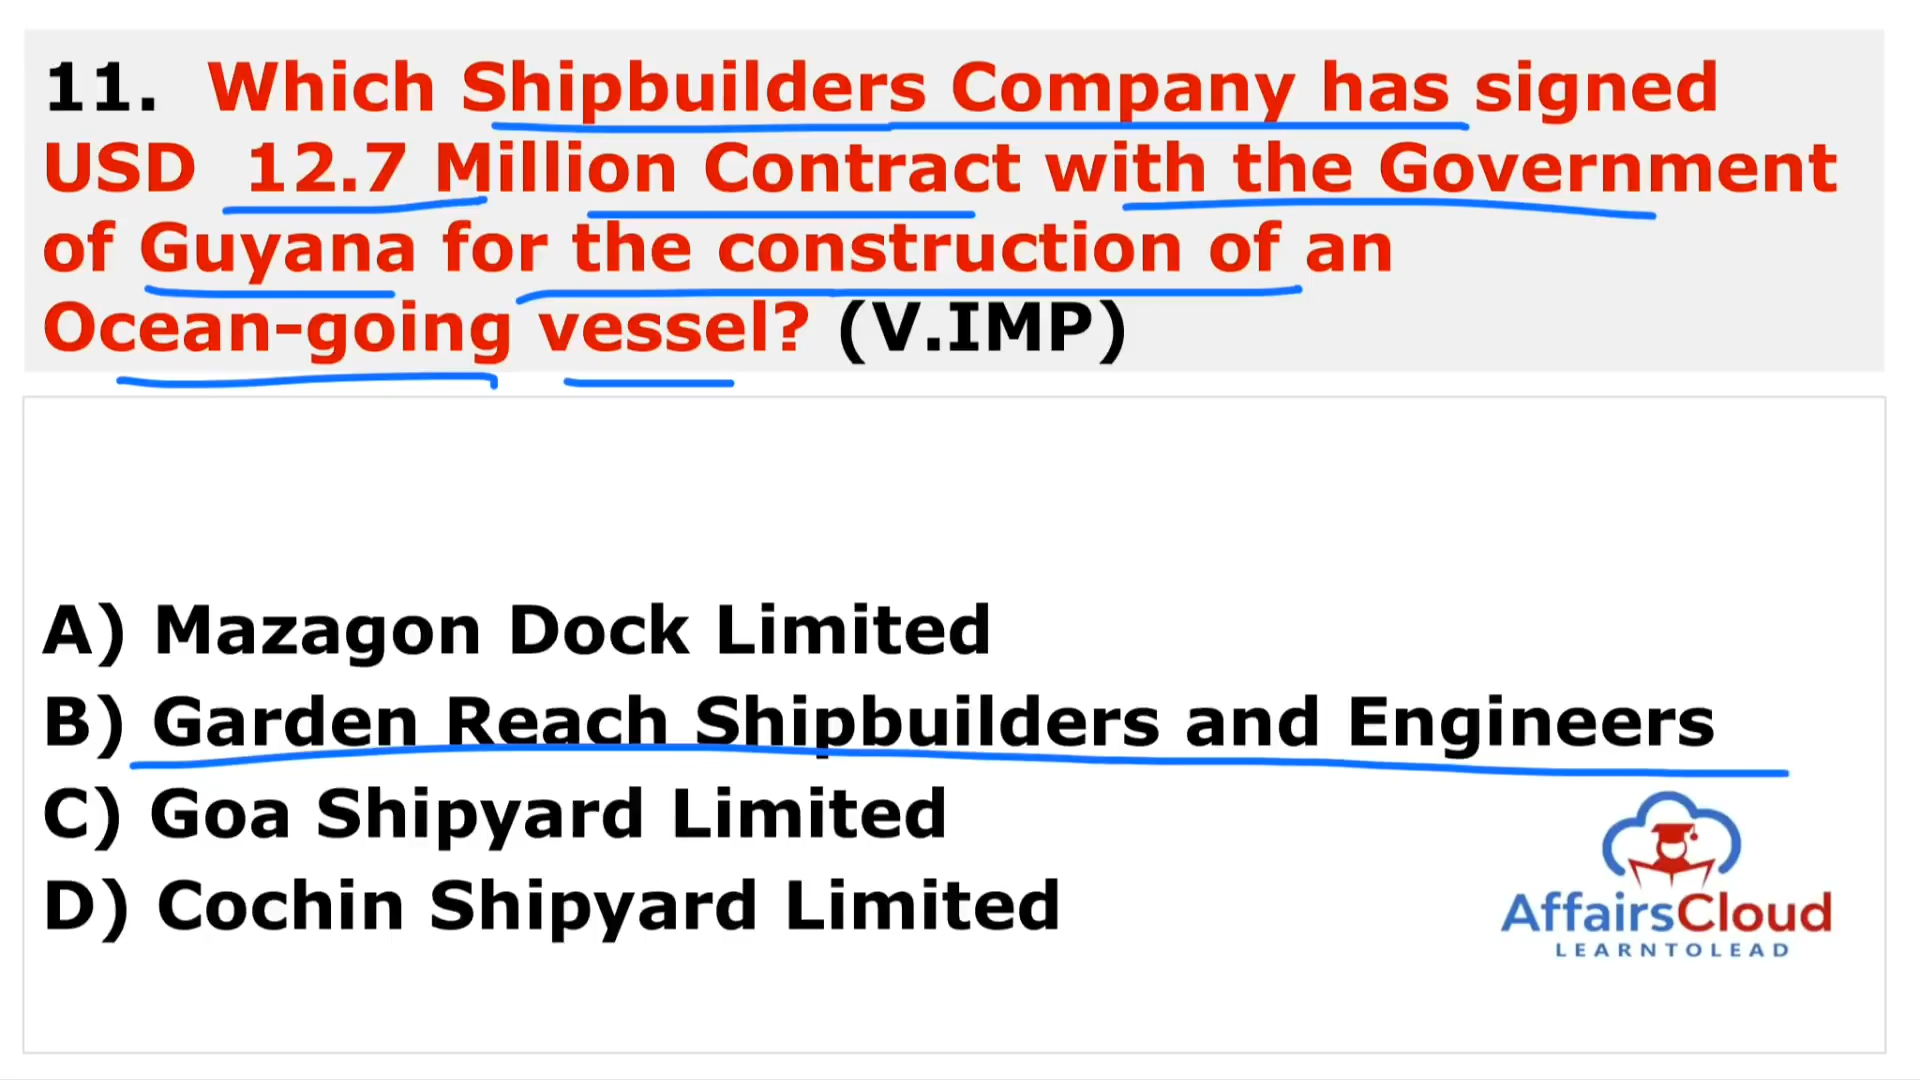 11. Which Shipbuilders Company has signed
USD 12.7 Million Contract with the Government
of Guyana for the construction of an
Ocean-going vessel? (V.IMP)
A) Mazagon Dock Limited
B) Garden Reach Shipbuilders and Engineers
C) Goa Shipyard Limited
D) Cochin Shipyard Limited
AffairsCloud
LEARNTOLEAD